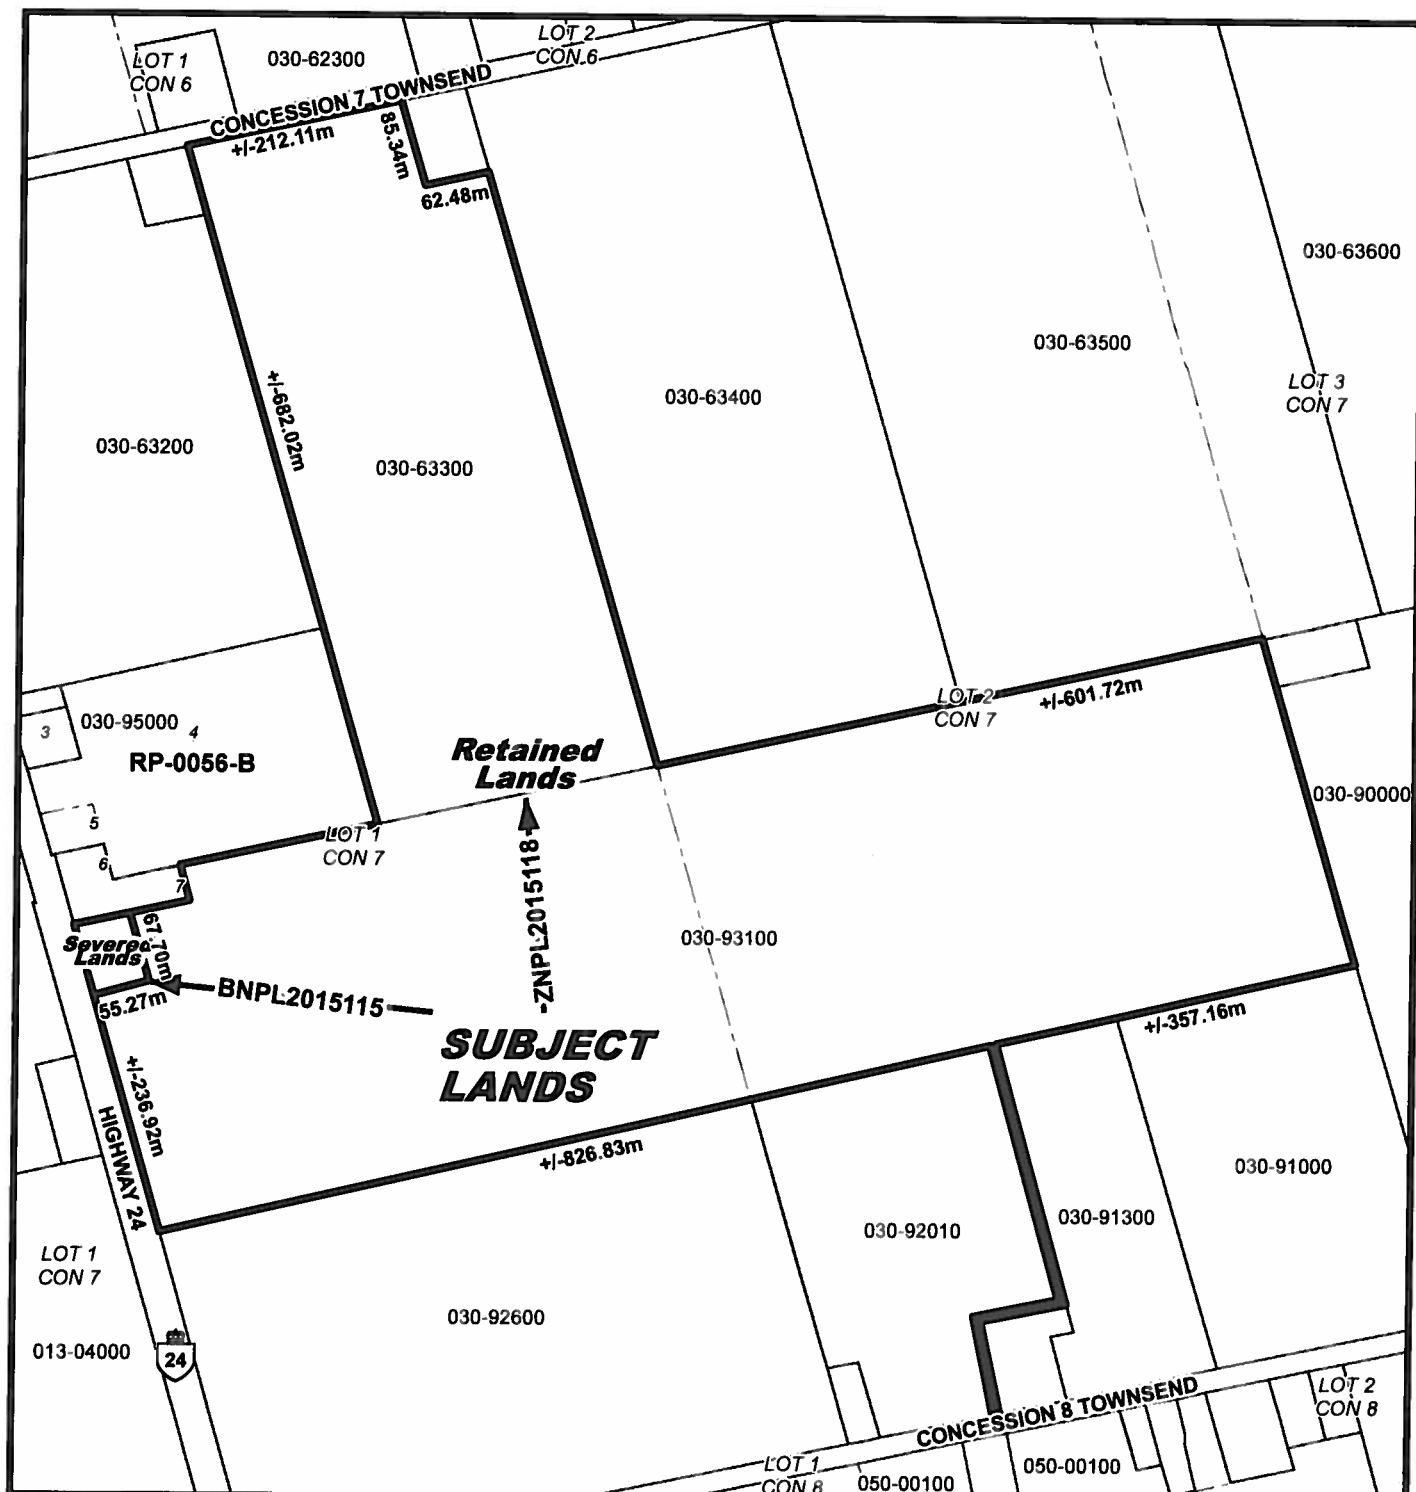 LOT 1
CON 6
030-62300
LOT 2
CON 6
CONCESSION 7 TOWNSEND
+/-212.11m
85.34m
62.48m
030-63600
030-63500
LOT 3
CON 7
030-63400
+/-682.02m
030-63200
030-63300
LOT 2
CON 7
+/-601.72m
3
030-95000
4
RP-0056-B
Retained
Lands
030-90000
5
LOT 1
CON 7
6
7
ZNPL2015118
67.70m
Severed
Lands
030-93100
55.27m
BNPL2015115
+/-357.16m
SUBJECT
LANDS
+/-236.92m
HIGHWAY 24
+/-826.83m
030-91000
030-91300
030-92010
LOT 1
CON 7
030-92600
013-04000
24
CONCESSION 8 TOWNSEND
LOT 2
CON 8
LOT 1
CON 8
050-00100
050-00100